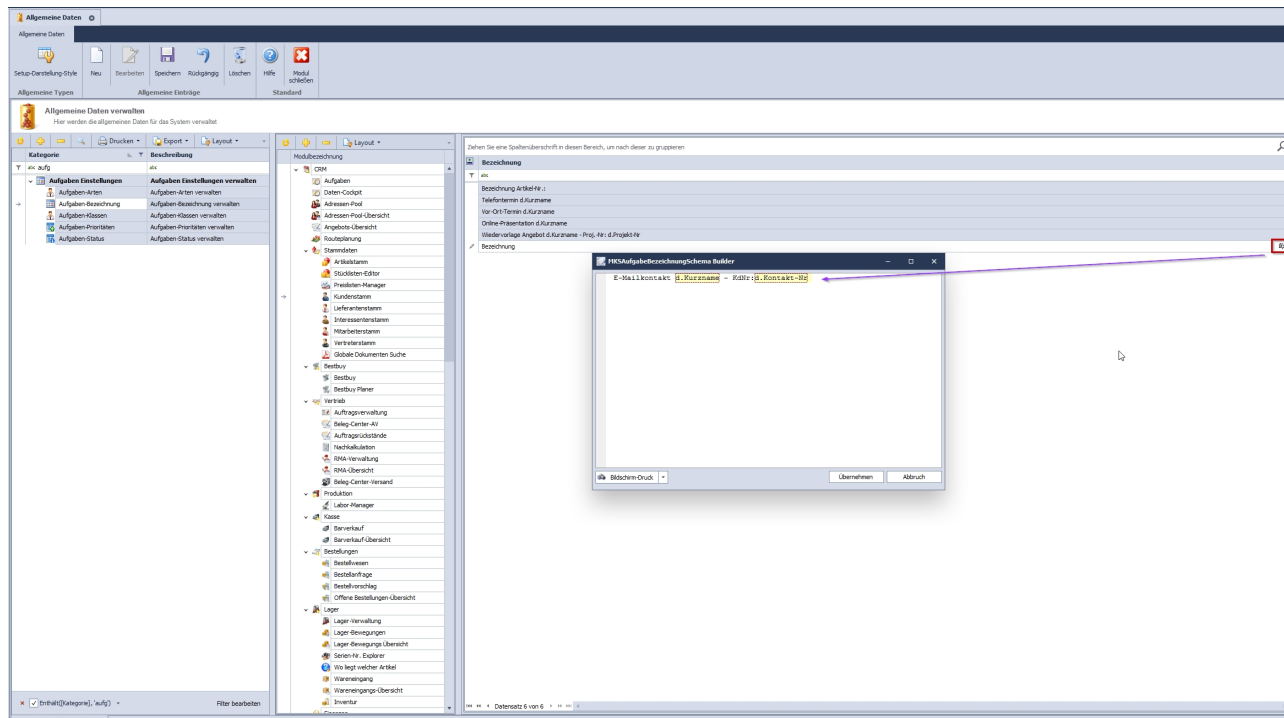 Allgemeine Daten
Allgemeine Daten
Setup-Darstellung-Style
Neu
Bearbeiten
Speichern
Rückgängig
Löschen
Hilfe
Modul schließen
Allgemeine Typen
Allgemeine Einträge
Standard
Allgemeine Daten verwalten
Hier werden die allgemeinen Daten für das System verwaltet
Drucken
Export
Layout
Kategorie
Beschreibung
abc aufg
abc
Aufgaben Einstellungen
Aufgaben Einstellungen verwalten
Aufgaben-Arten
Aufgaben-Arten verwalten
Aufgaben-Bezeichnung
Aufgaben-Bezeichnung verwalten
Aufgaben-Klassen
Aufgaben-Klassen verwalten
Aufgaben-Prioritäten
Aufgaben-Prioritäten verwalten
Aufgaben-Status
Aufgaben-Status verwalten
Enthält([Kategorie], 'aufg')
Filter bearbeiten
Layout
Modulbezeichnung
CRM
Aufgaben
Daten-Cockpit
Adressen-Pool
Adressen-Pool-Übersicht
Angebots-Übersicht
Routeplanung
Stammdaten
Artikelstamm
Stücklisten-Editor
Preislisten-Manager
Kundenstamm
Lieferantenstamm
Interessentenstamm
Mitarbeiterstamm
Vertreterstamm
Globale Dokumenten Suche
Bestbuy
Bestbuy
Bestbuy Planer
Vertrieb
Auftragsverwaltung
Beleg-Center-AV
Auftragsrückstände
Nachkalkulation
RMA-Verwaltung
RMA-Übersicht
Beleg-Center-Versand
Produktion
Labor-Manager
Kasse
Barverkauf
Barverkauf-Übersicht
Bestellungen
Bestellwesen
Bestellanfrage
Bestellvorschlag
Offene Bestellungen-Übersicht
Lager
Lager-Verwaltung
Lager-Bewegungen
Lager-Bewegungs Übersicht
Serien-Nr. Explorer
Wo liegt welcher Artikel
Wareneingang
Wareneingangs-Übersicht
Inventur
Ziehen Sie eine Spaltenüberschrift in diesen Bereich, um nach dieser zu gruppieren
Bezeichnung
abc
Bezeichnung Artikel-Nr.:
Telefontermin d.Kurzname
Vor-Ort-Termin d.Kurzname
Online-Präsentation d.Kurzname
Wiedervorlage Angebot d.Kurzname - Proj.-Nr: d.Projekt-Nr
Bezeichnung
MKSAufgabeBezeichnungSchema Builder
E-Mailkontakt d.Kurzname - KdNr:d.Kontakt-Nr
Bildschirm-Druck
Übernehmen
Abbruch
Datensatz 6 von 6